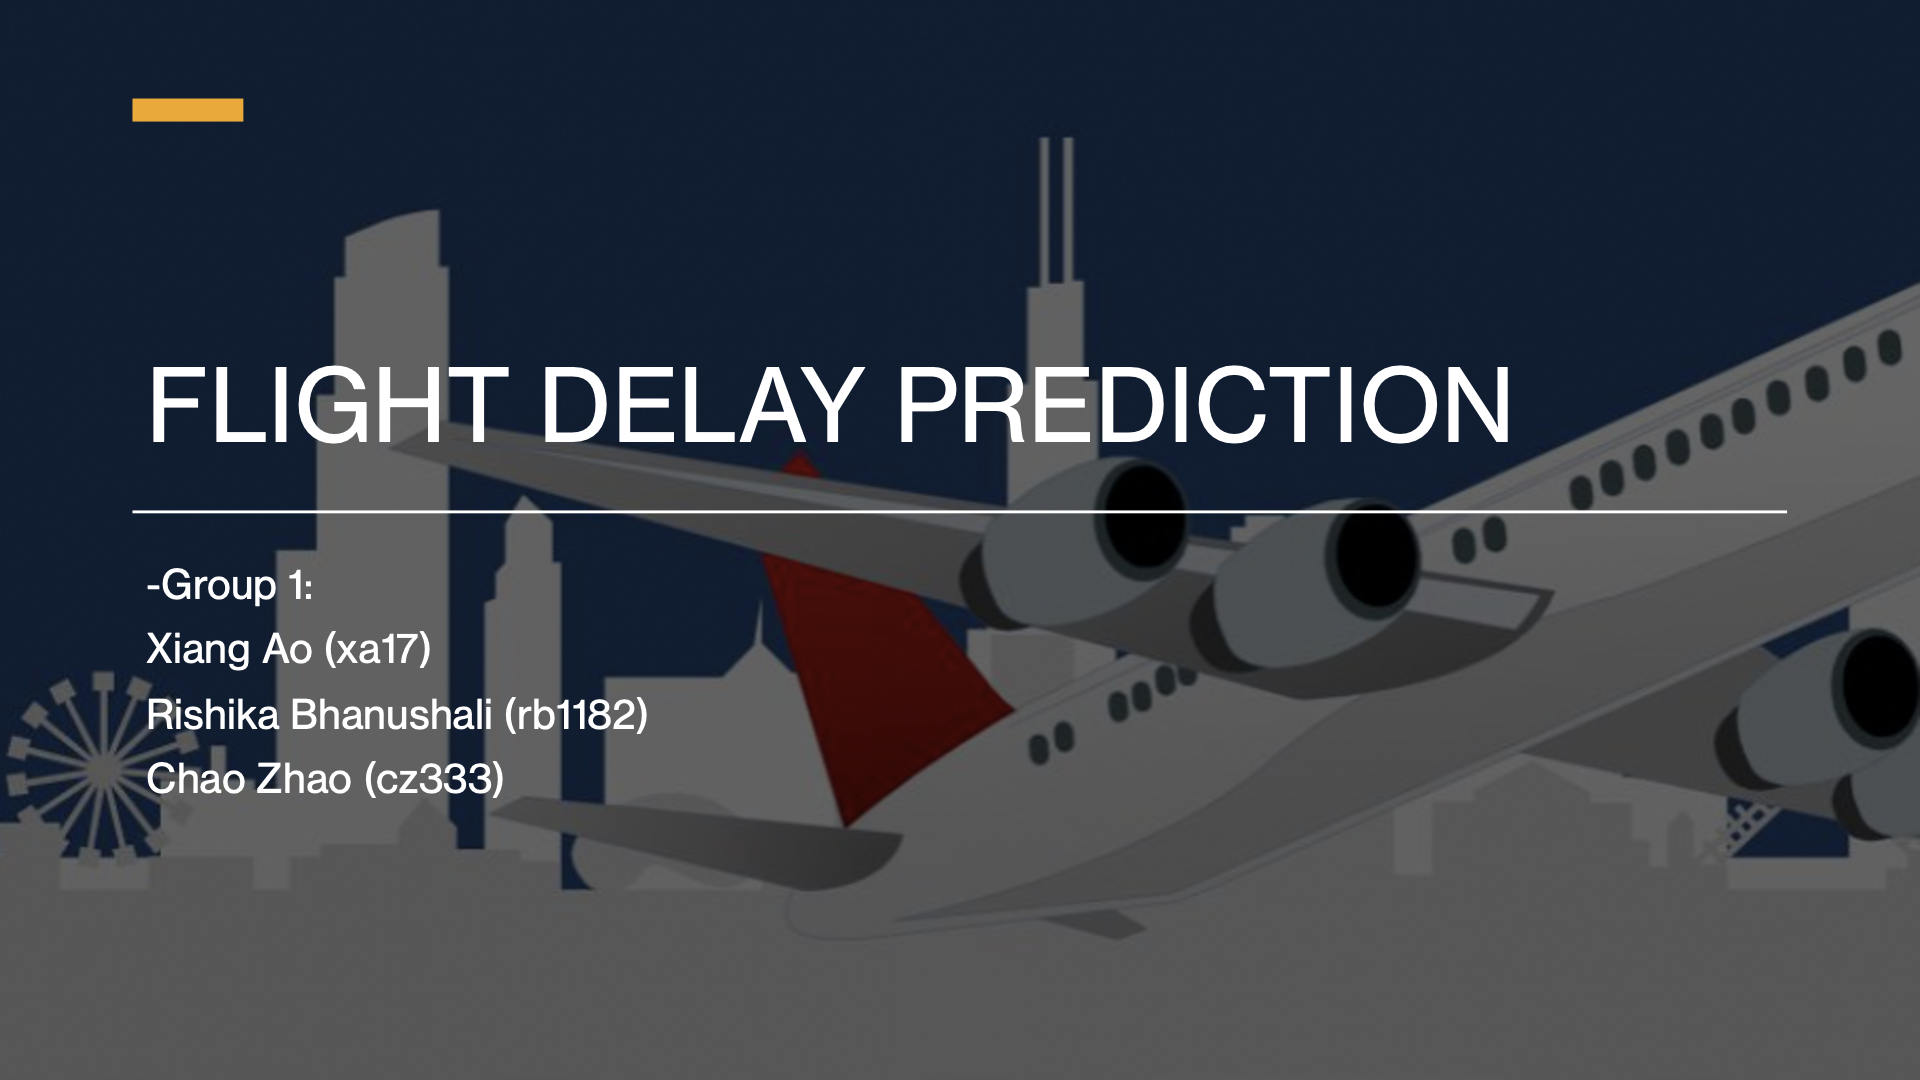 FLIGHT DELAY PREDICTION
-Group 1:
Xiang Ao (xa17)
Rishika Bhanushali (rb1182)
Chao Zhao (cz333)